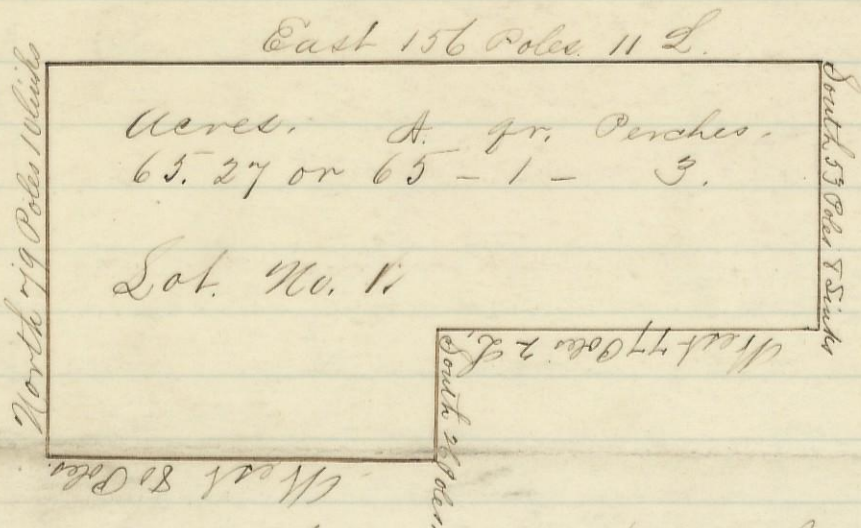 East 156 Poles. 11 L.
North 79 Poles 10 links
South 53 Poles 8 Links
Acres. A. qr. Perches.
65.27 or 65 - 1 - 3.
Lot. No. 1.
West 77 Poles 2 L,
South 26 Poles,
West 80 Poles.